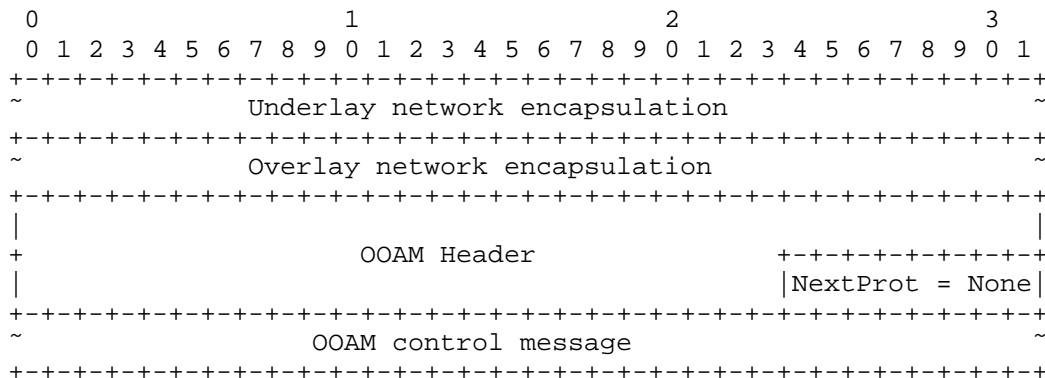 0                   1                   2                   3
 0 1 2 3 4 5 6 7 8 9 0 1 2 3 4 5 6 7 8 9 0 1 2 3 4 5 6 7 8 9 0 1
+-+-+-+-+-+-+-+-+-+-+-+-+-+-+-+-+-+-+-+-+-+-+-+-+-+-+-+-+-+-+-+-+
~              Underlay network encapsulation                   ~
+-+-+-+-+-+-+-+-+-+-+-+-+-+-+-+-+-+-+-+-+-+-+-+-+-+-+-+-+-+-+-+-+
~              Overlay network encapsulation                    ~
+-+-+-+-+-+-+-+-+-+-+-+-+-+-+-+-+-+-+-+-+-+-+-+-+-+-+-+-+-+-+-+-+
|                                                               |
+                     OOAM Header               +-+-+-+-+-+-+-+-+
|                                               |NextProt = None|
+-+-+-+-+-+-+-+-+-+-+-+-+-+-+-+-+-+-+-+-+-+-+-+-+-+-+-+-+-+-+-+-+
~                  OOAM control message                         ~
+-+-+-+-+-+-+-+-+-+-+-+-+-+-+-+-+-+-+-+-+-+-+-+-+-+-+-+-+-+-+-+-+